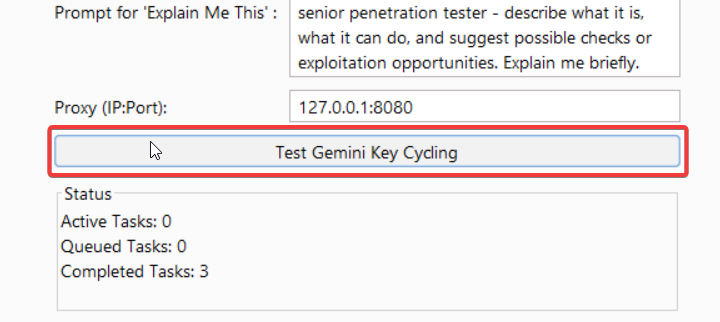 Prompt for 'Explain Me This' :
senior penetration tester - describe what it is,
what it can do, and suggest possible checks or
exploitation opportunities. Explain me briefly.
Proxy (IP:Port):
127.0.0.1:8080
Test Gemini Key Cycling
Status
Active Tasks: 0
Queued Tasks: 0
Completed Tasks: 3